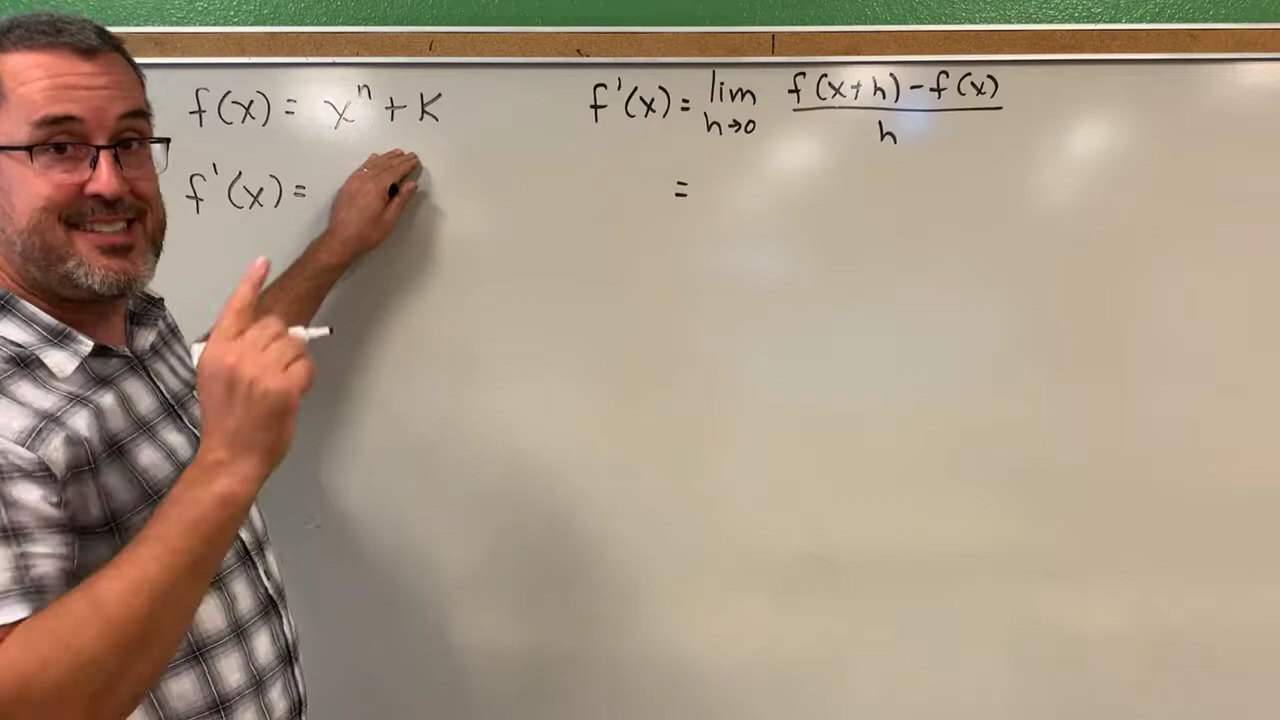 f(x) = xⁿ + K
f'(x) =
f'(x) = lim h→0 f(x+h) - f(x) / h
=